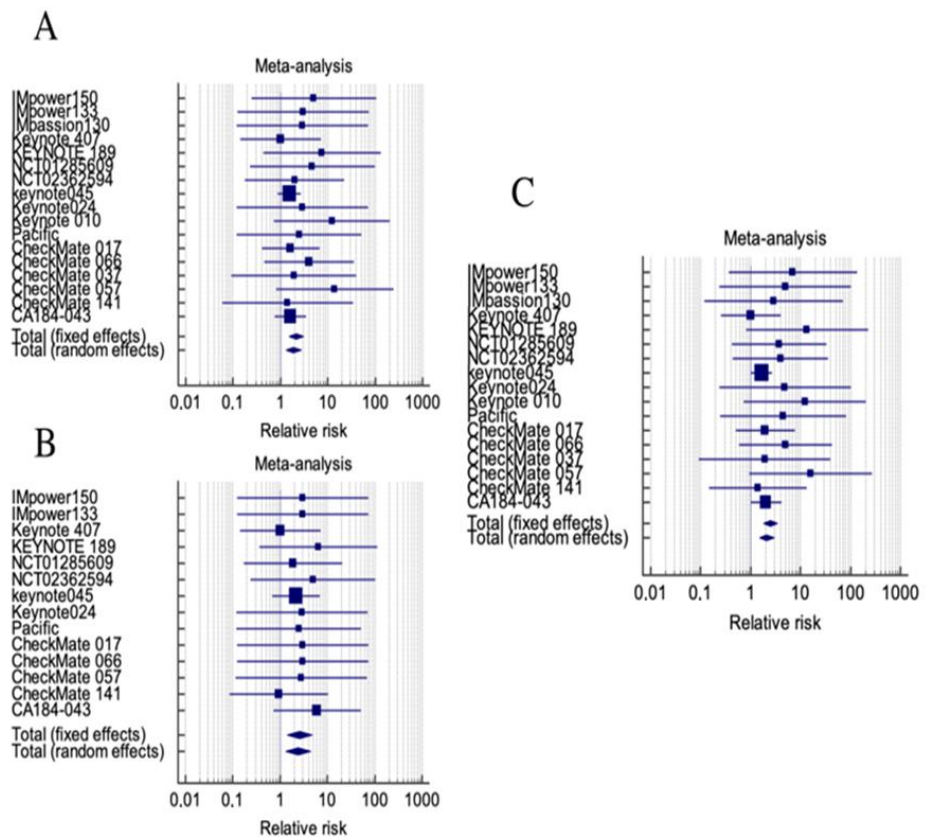 A
Meta-analysis
IMpower150
IMpower133
IMbassion130
Keynote 407
KEYNOTE 189
NCT01285609
NCT02362594
keynote045
Keynote024
Keynote 010
Pacific
CheckMate 017
CheckMate 066
CheckMate 037
CheckMate 057
CheckMate 141
CA184-043
Total (fixed effects)
Total (random effects)
0.01 0.1 1 10 100 1000
Relative risk
B
Meta-analysis
IMpower150
IMpower133
Keynote 407
KEYNOTE 189
NCT01285609
NCT02362594
keynote045
Keynote024
Pacific
CheckMate 017
CheckMate 066
CheckMate 057
CheckMate 141
CA184-043
Total (fixed effects)
Total (random effects)
0.01 0.1 1 10 100 1000
Relative risk
C
Meta-analysis
IMpower150
IMpower133
IMbassion130
Keynote 407
KEYNOTE 189
NCT01285609
NCT02362594
keynote045
Keynote024
Keynote 010
Pacific
CheckMate 017
CheckMate 066
CheckMate 037
CheckMate 057
CheckMate 141
CA184-043
Total (fixed effects)
Total (random effects)
0.01 0.1 1 10 100 1000
Relative risk